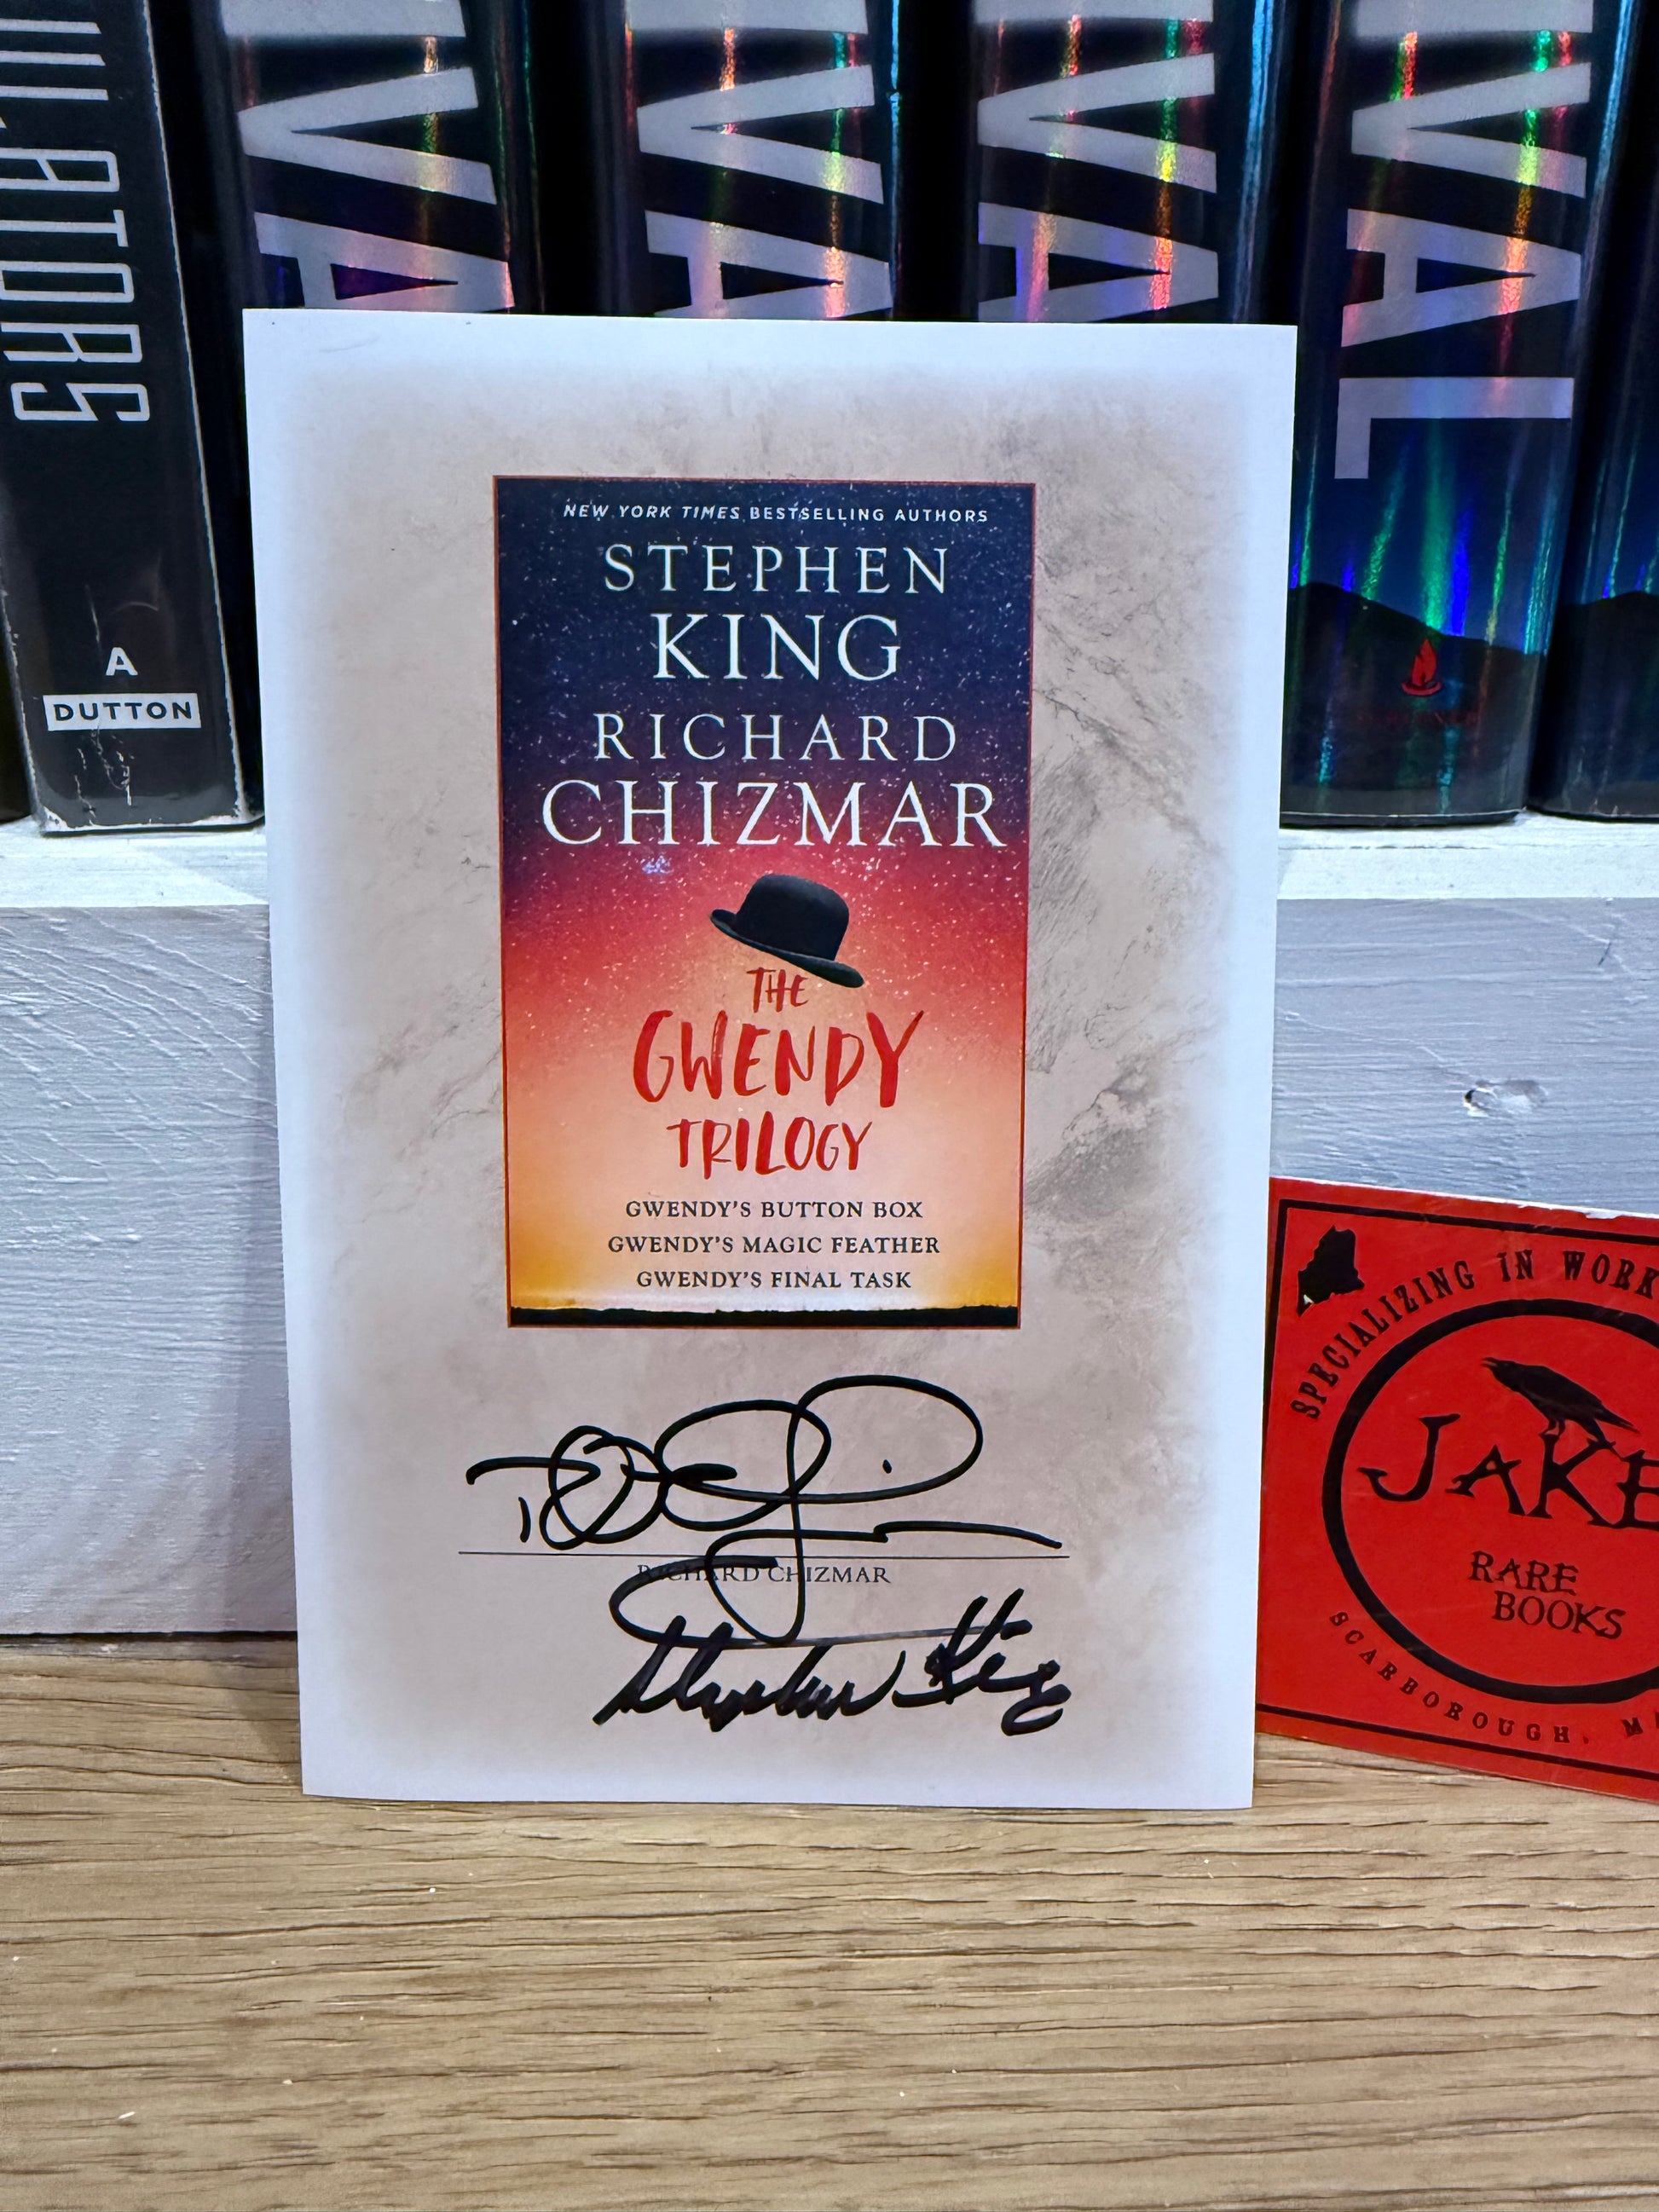 VAL
A
DUTTON
NEW YORK TIMES BESTSELLING AUTHORS
STEPHEN
KING
RICHARD
CHIZMAR
THE
GWENDY
TRILOGY
GWENDY'S BUTTON BOX
GWENDY'S MAGIC FEATHER
GWENDY'S FINAL TASK
RICHARD CHIZMAR
Stephen King
SPECIALIZING IN WORK
JAKE
RARE
BOOKS
SCARBOROUGH, M